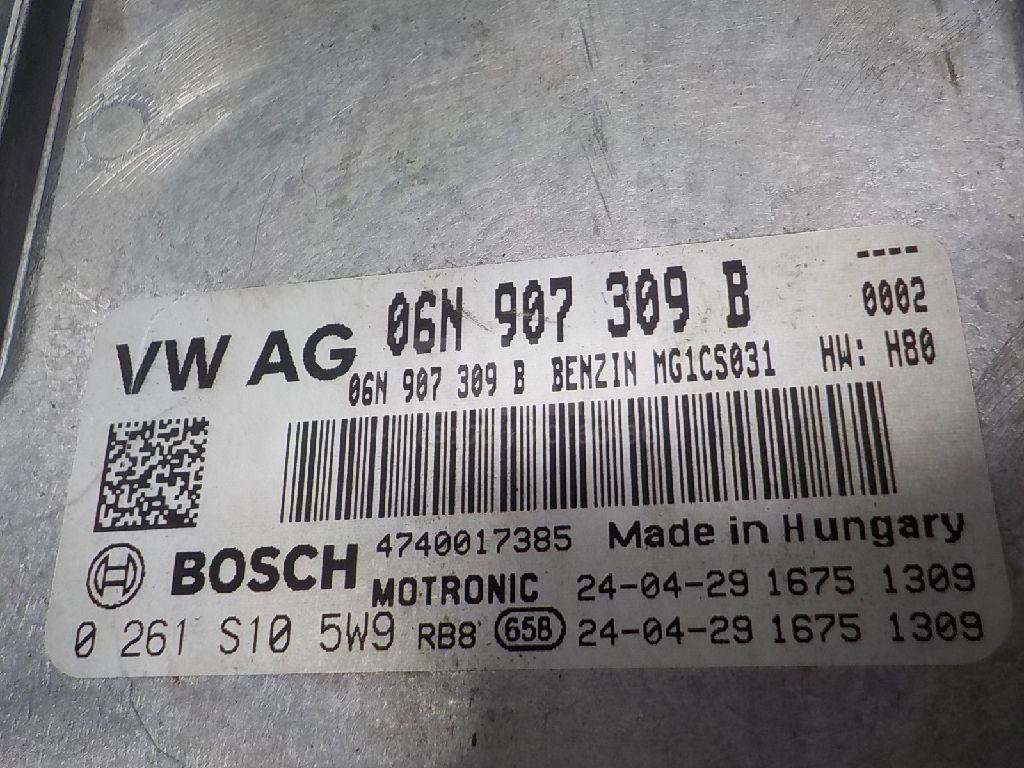 ----
VW AG 06N 907 309 B 0002
06N 907 309 B BENZIN MG1CS031 HW: H80
4740017385 Made in Hungary
BOSCH MOTRONIC 24-04-29 1675 1309
0 261 S10 5W9 RB8 65B 24-04-29 1675 1309